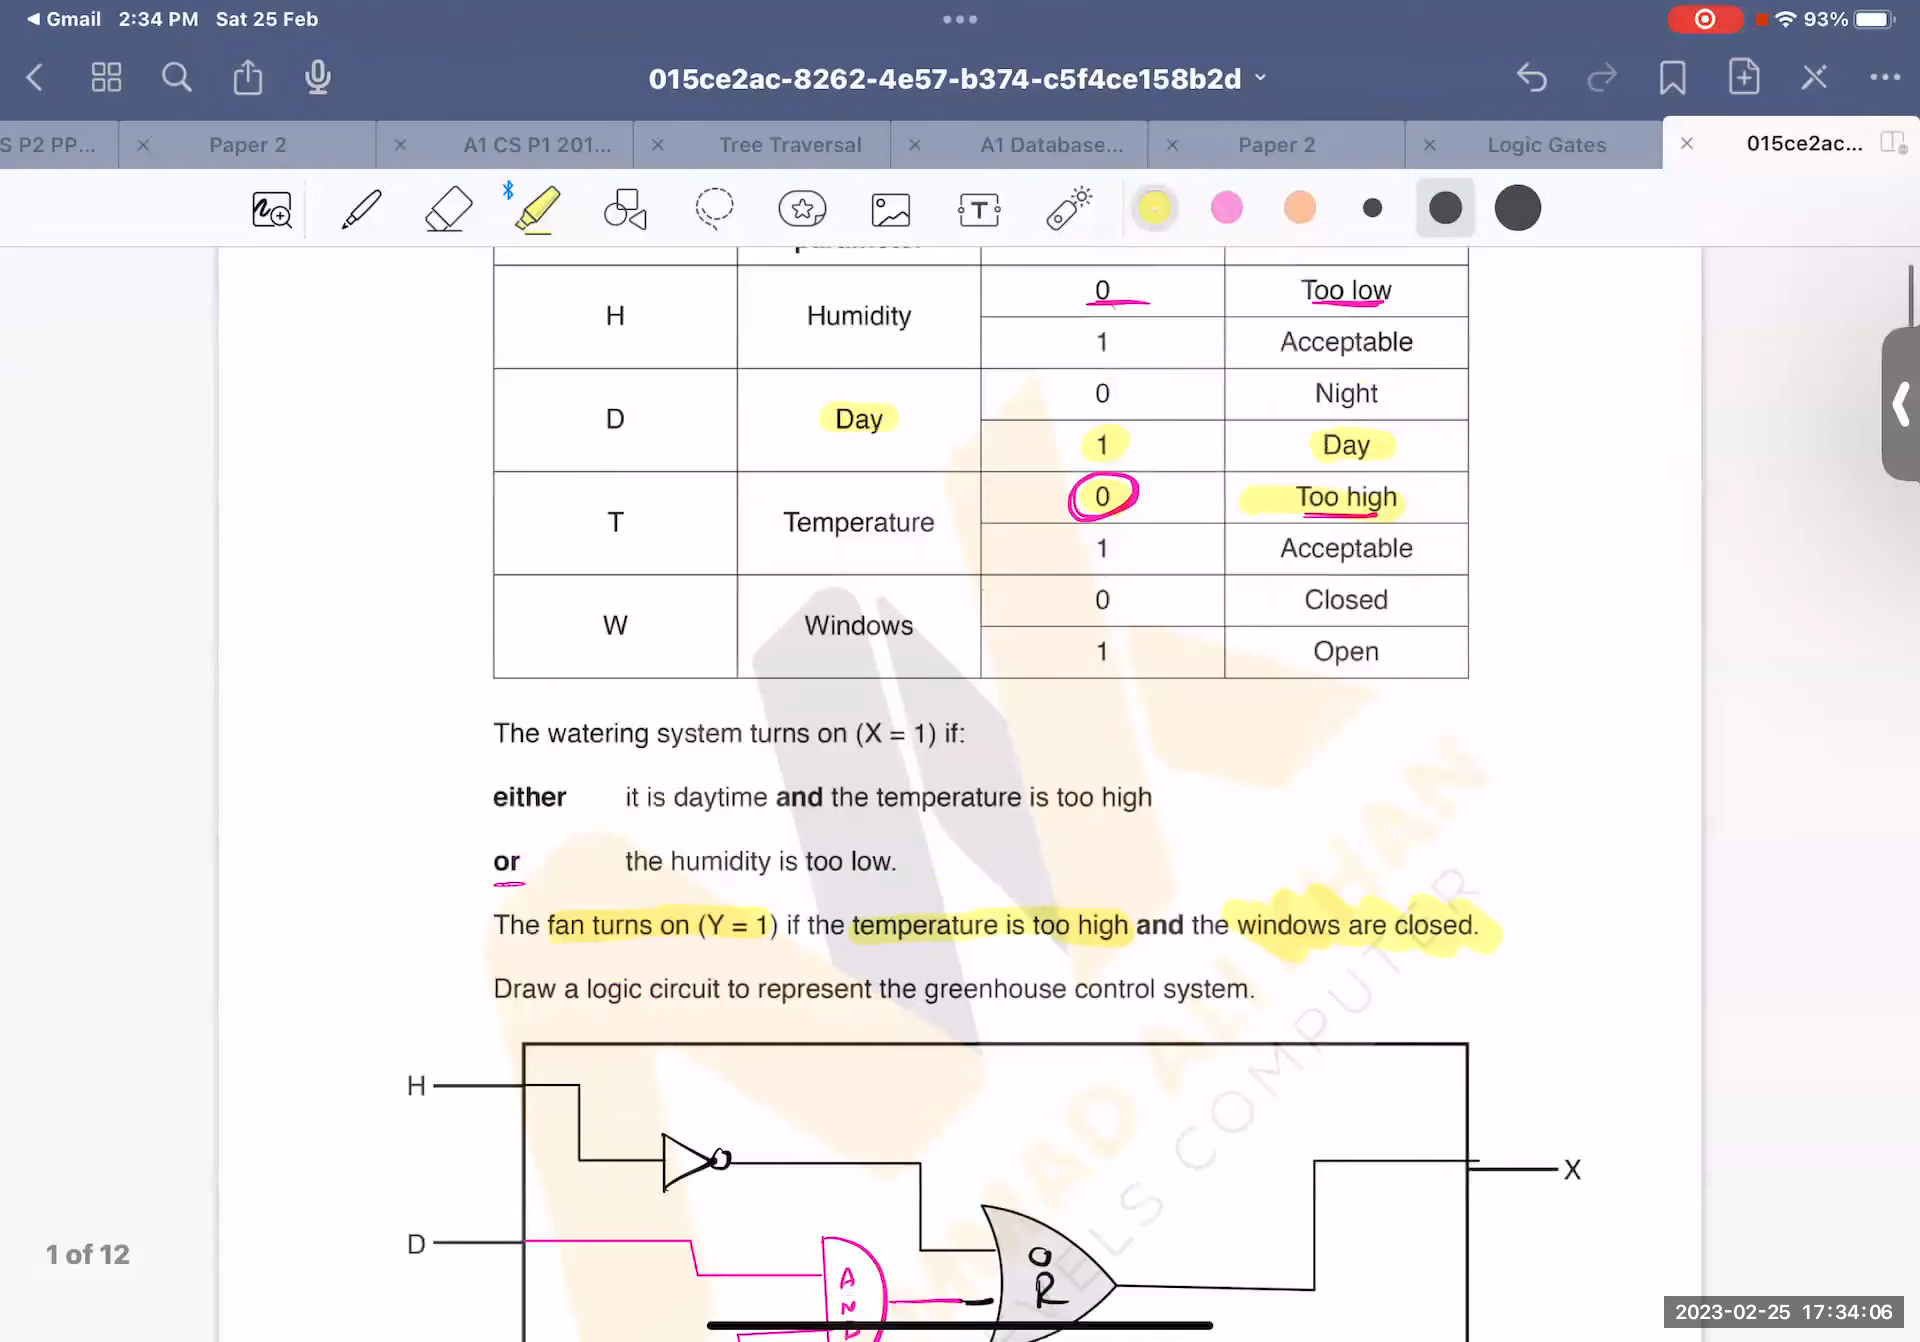 Gmail 2:34 PM Sat 25 Feb
93%
015ce2ac-8262-4e57-b374-c5f4ce158b2d
S P2 PP...
Paper 2
A1 CS P1 201...
Tree Traversal
A1 Database...
Paper 2
Logic Gates
015ce2ac...
H Humidity 0 Too low
1 Acceptable
D Day 0 Night
1 Day
T Temperature 0 Too high
1 Acceptable
W Windows 0 Closed
1 Open
The watering system turns on (X = 1) if:
either it is daytime and the temperature is too high
or the humidity is too low.
The fan turns on (Y = 1) if the temperature is too high and the windows are closed.
Draw a logic circuit to represent the greenhouse control system.
H
X
D
AND
OR
1 of 12
COMPUTER
2023-02-25 17:34:06